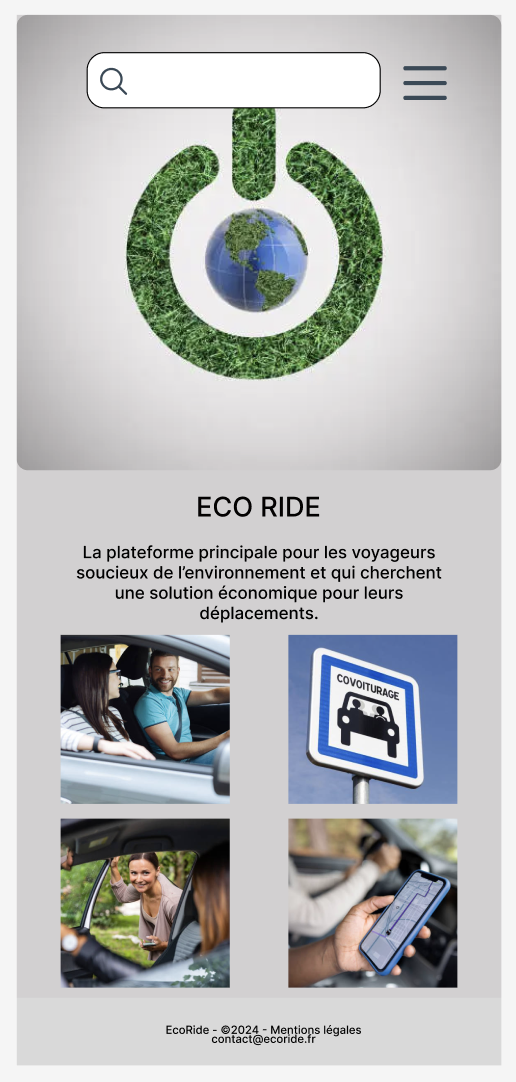 ECO RIDE
La plateforme principale pour les voyageurs
soucieux de l’environnement et qui cherchent
une solution économique pour leurs
déplacements.
COVOITURAGE
EcoRide - ©2024 - Mentions légales
contact@ecoride.fr